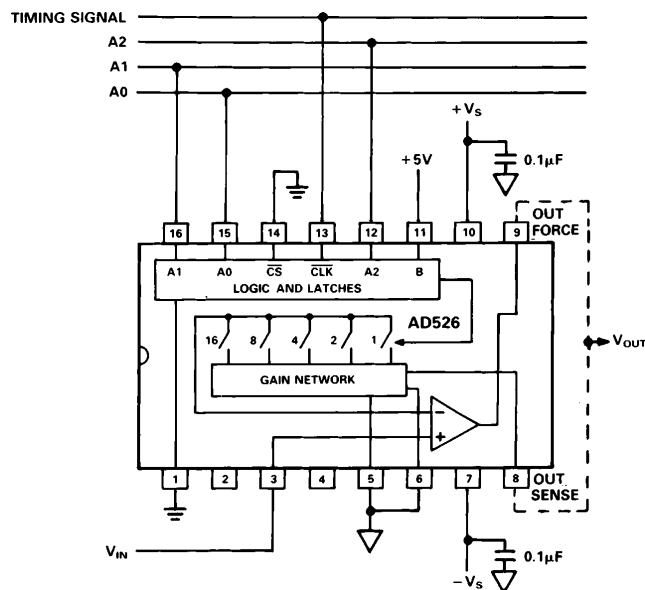 TIMING SIGNAL
A2
A1
A0
+VS
0.1µF
+5V
16 15 14 13 12 11 10 9
OUT FORCE
A1 A0 CS CLK A2 B
LOGIC AND LATCHES
AD526
16 8 4 2 1
VOUT
GAIN NETWORK
−
+
1 2 3 4 5 6 7 8
OUT SENSE
VIN
0.1µF
−VS